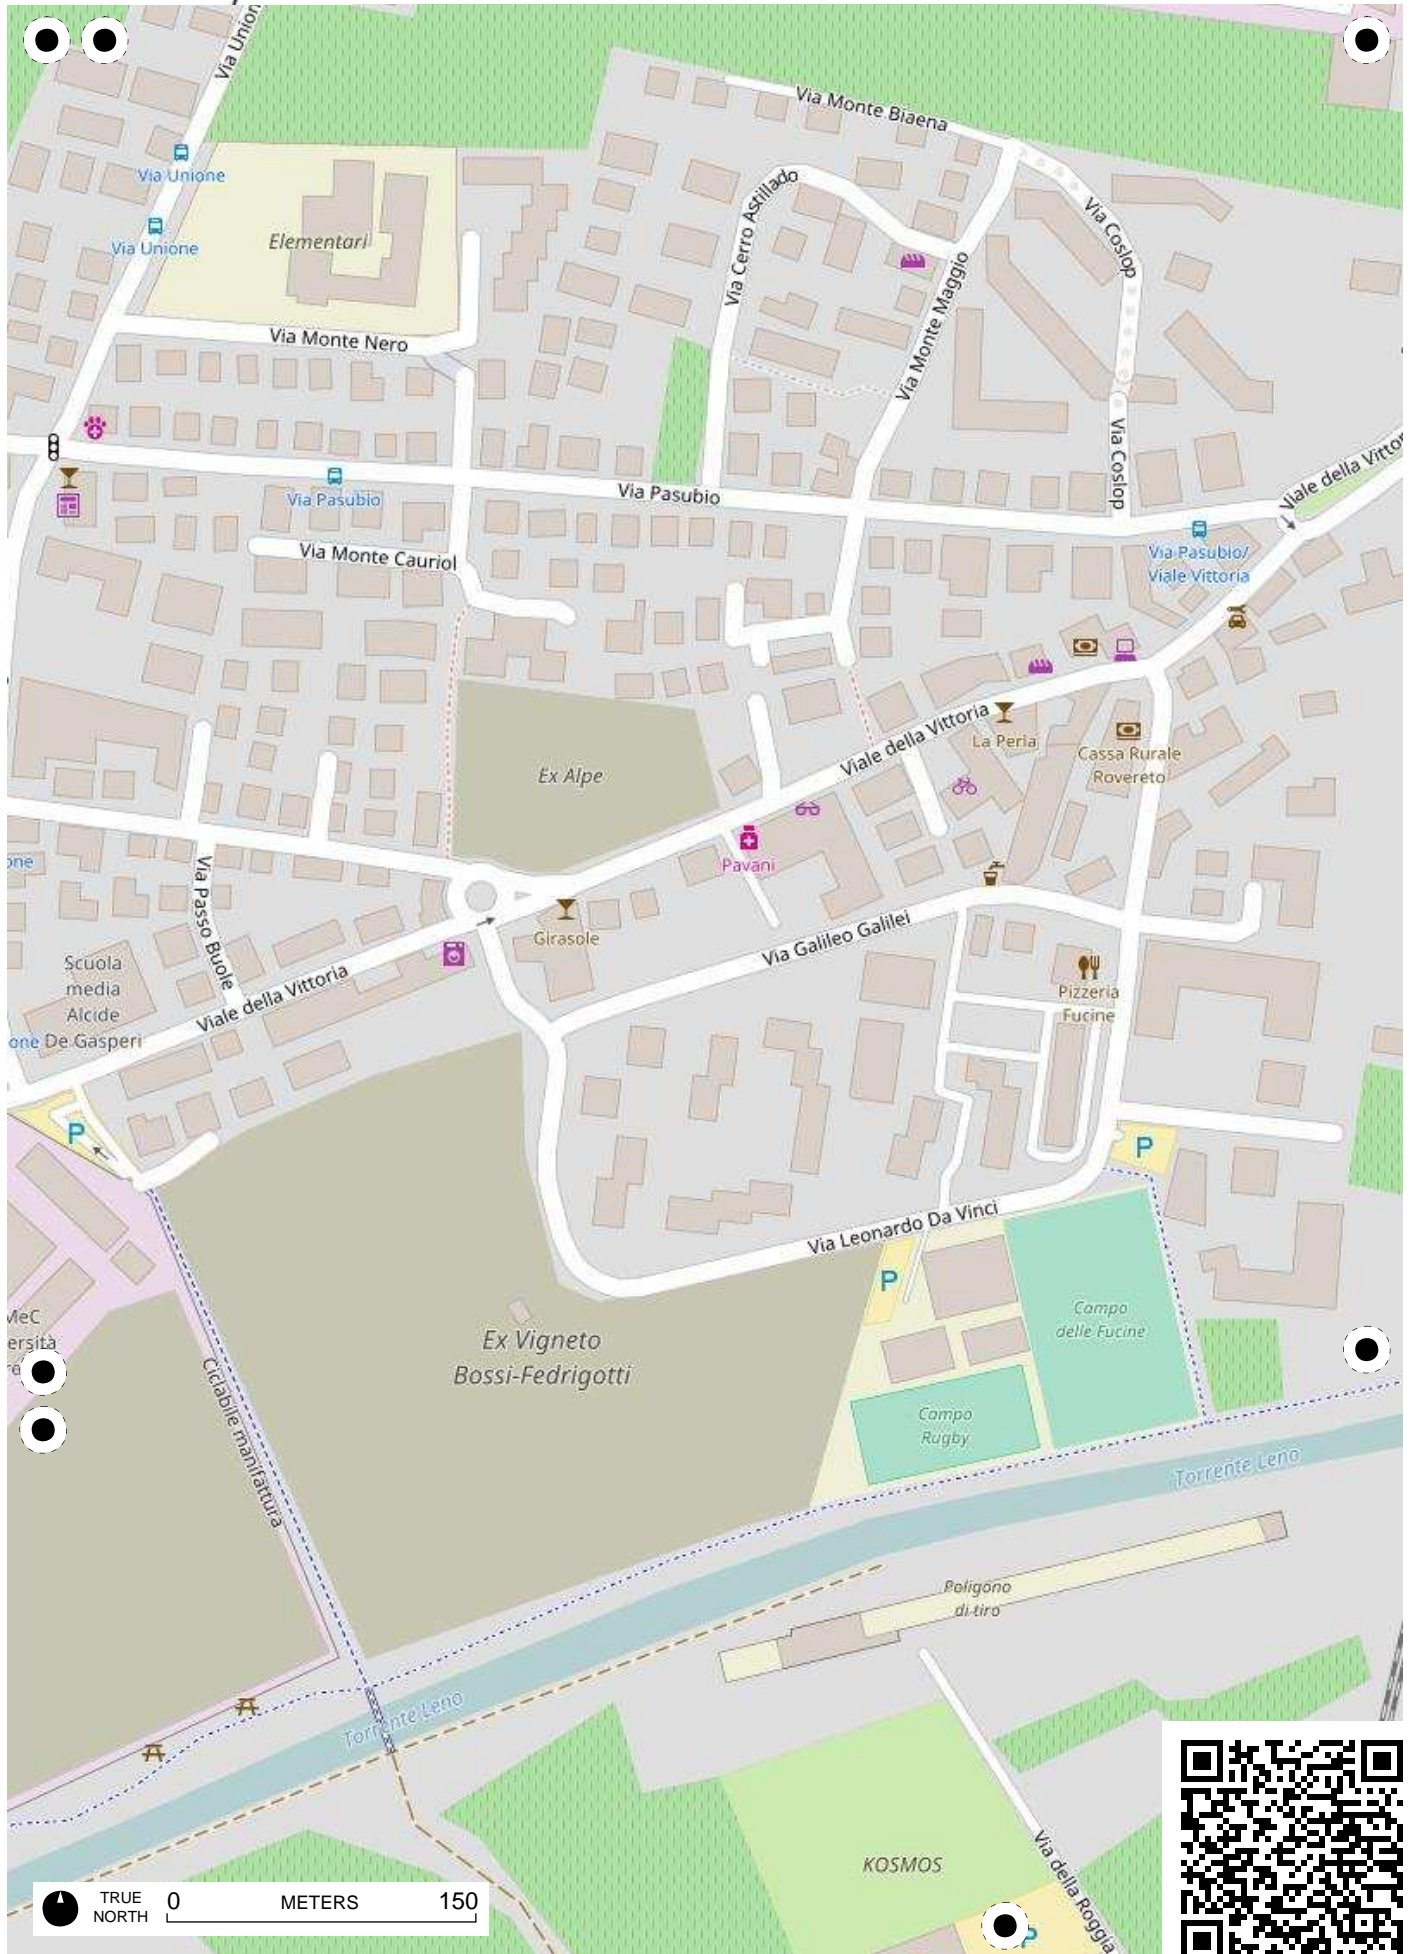 Via Unione
Via Monte Biaena
Via Unione
Via Unione
Elementari
Via Cerro Astillado
Via Coslop
Via Monte Maggio
Via Monte Nero
Via Coslop
Viale della Vittor
Via Pasubio
Via Pasubio
Via Monte Cauriol
Via Pasubio/
Viale Vittoria
Viale della Vittoria
La Perla
Cassa Rurale
Rovereto
Ex Alpe
Pavani
one
Via Passo Buole
Girasole
Via Galileo Galilei
Scuola
media
Alcide
De Gasperi
one
Viale della Vittoria
Pizzeria
Fucine
P
P
Via Leonardo Da Vinci
P
Campo
delle Fucine
MeC
ersità
Ex Vigneto
Bossi-Fedrigotti
Ciclabile manifattura
Campo
Rugby
Torrente Leno
Poligono
di tiro
Torrente Leno
KOSMOS
Via della Roggia
P
TRUE
NORTH
0 METERS 150